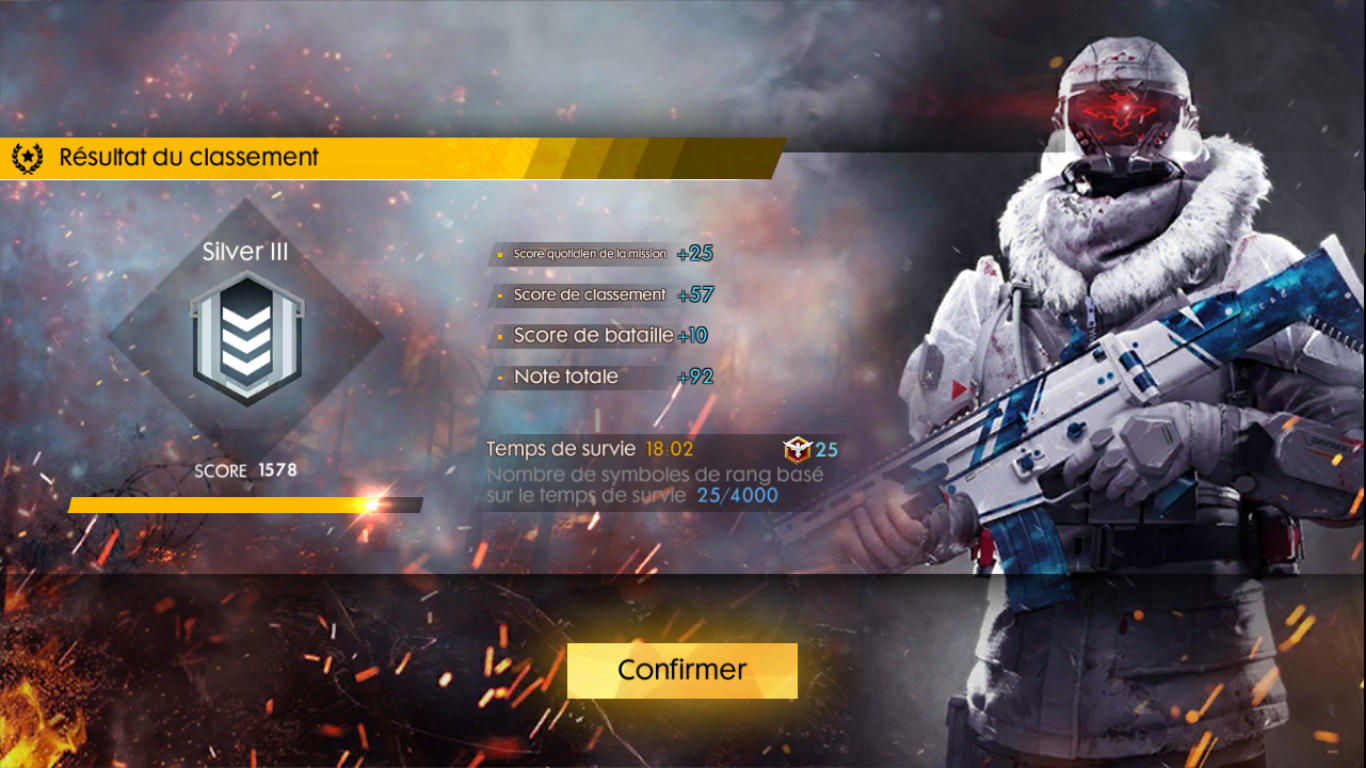 Résultat du classement
Silver III
Score quotidien de la mission +25
Score de classement +57
Score de bataille +10
Note totale +92
SCORE 1578
Temps de survie 18:02 25
Nombre de symboles de rang basé
sur le temps de survie 25/4000
Confirmer